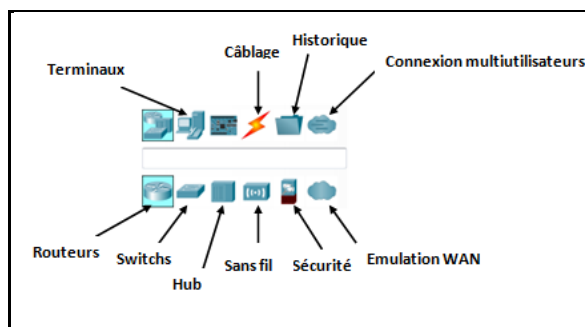 Historique
Câblage
Connexion multiutilisateurs
Terminaux
Routeurs
Switchs
Hub
Sans fil
Sécurité
Emulation WAN